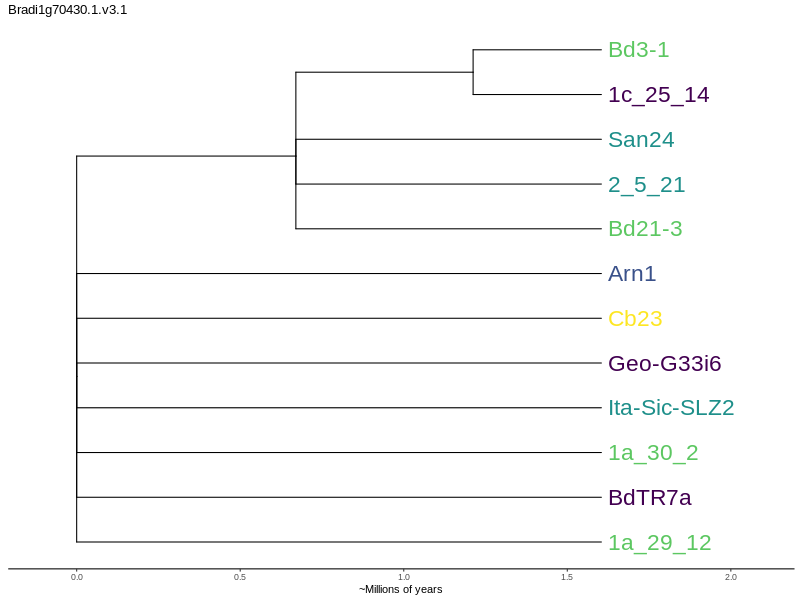 Bradi1g70430.1.v3.1
Bd3-1
1c_25_14
San24
2_5_21
Bd21-3
Arn1
Cb23
Geo-G33i6
Ita-Sic-SLZ2
1a_30_2
BdTR7a
1a_29_12
0.0 0.5 1.0 1.5 2.0
~Millions of years